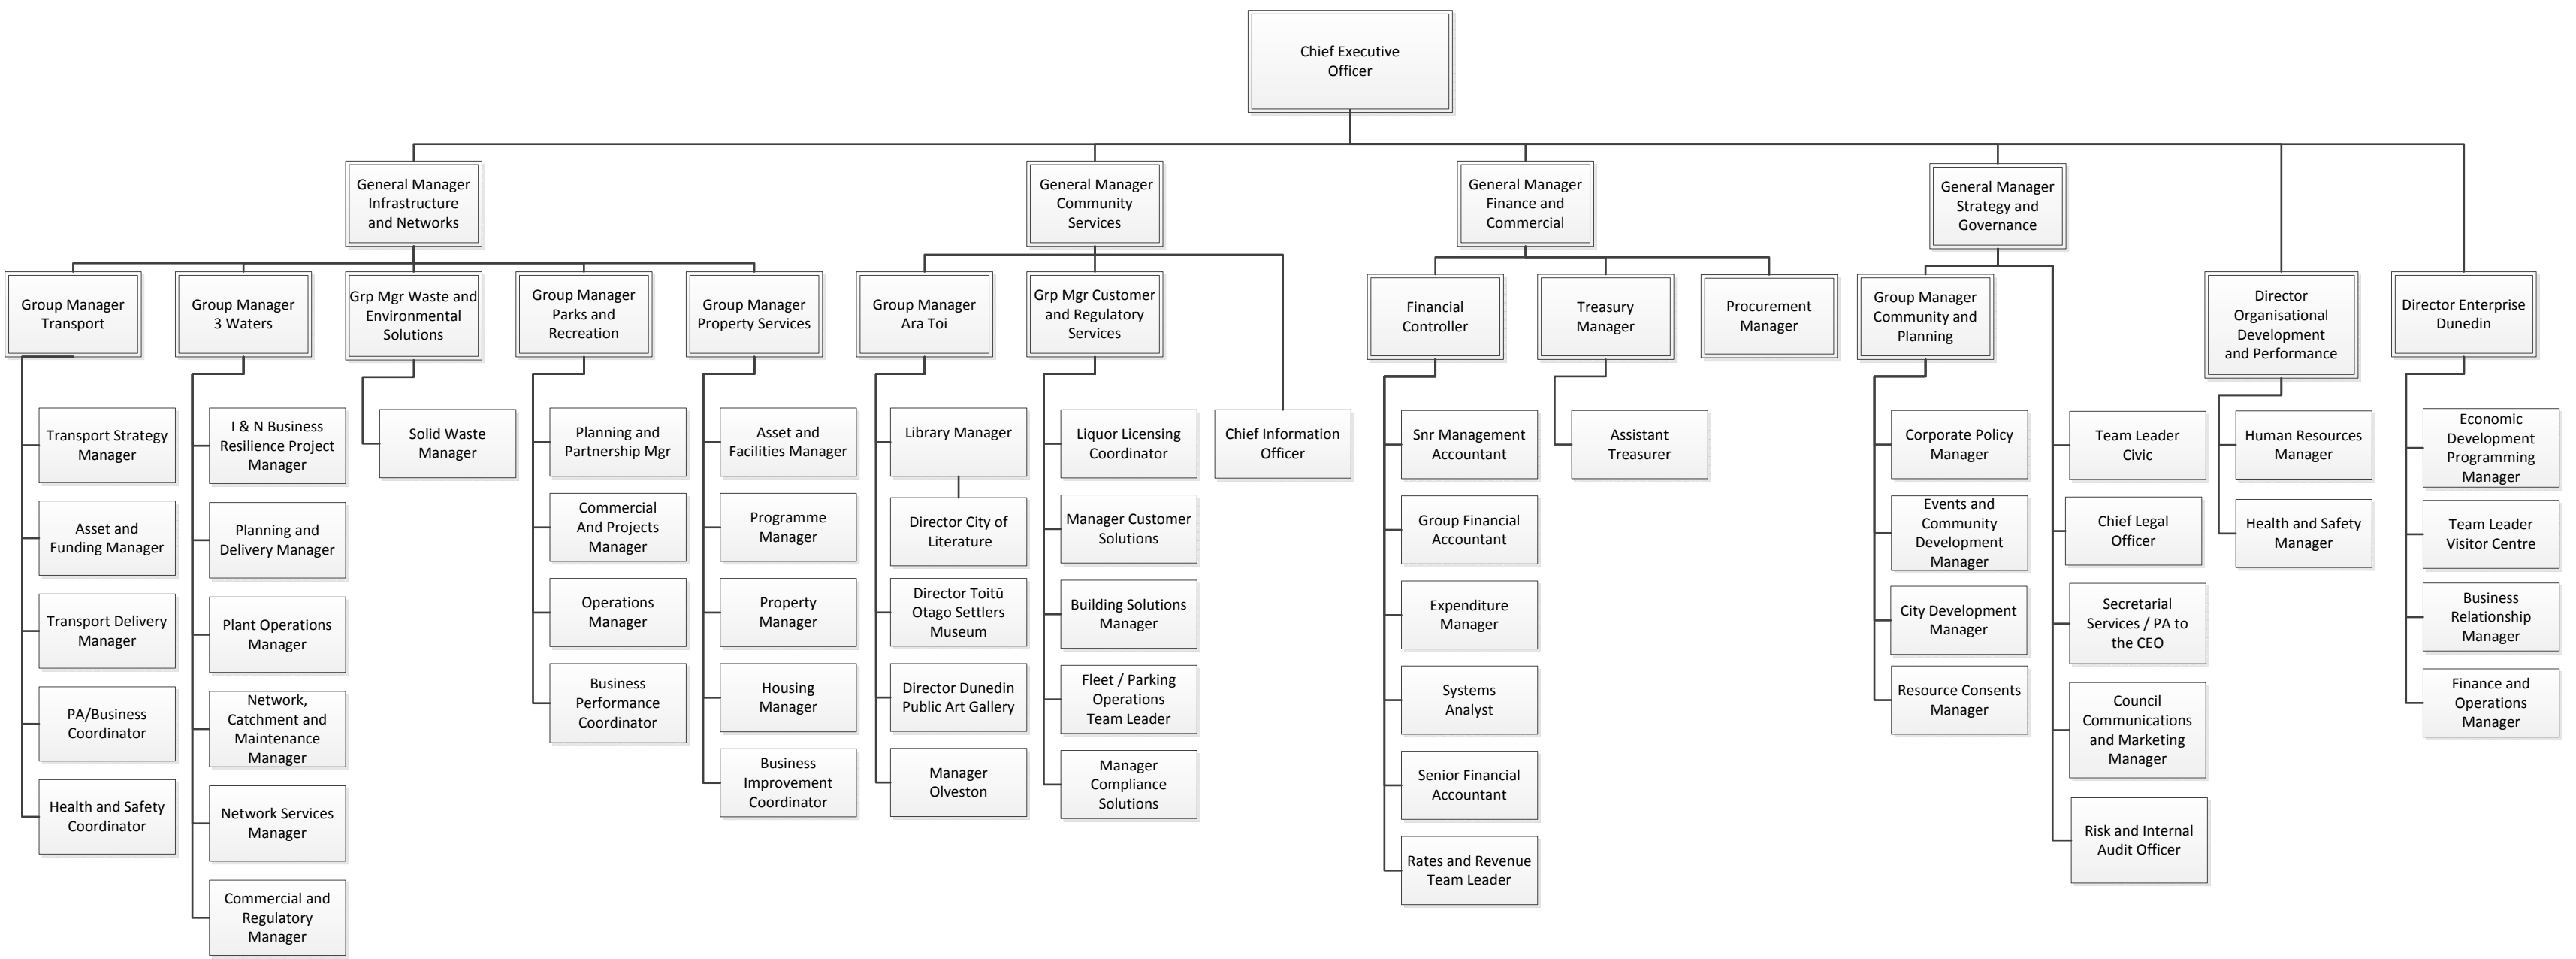 Chief Executive
Officer
General Manager
Infrastructure
and Networks
General Manager
Community
Services
General Manager
Finance and
Commercial
General Manager
Strategy and
Governance
Group Manager
Transport
Group Manager
3 Waters
Grp Mgr Waste and
Environmental
Solutions
Group Manager
Parks and
Recreation
Group Manager
Property Services
Group Manager
Ara Toi
Grp Mgr Customer
and Regulatory
Services
Financial
Controller
Treasury
Manager
Procurement
Manager
Group Manager
Community and
Planning
Director
Organisational
Development
and Performance
Director Enterprise
Dunedin
Transport Strategy
Manager
Asset and
Funding Manager
Transport Delivery
Manager
PA/Business
Coordinator
Health and Safety
Coordinator
I & N Business
Resilience Project
Manager
Planning and
Delivery Manager
Plant Operations
Manager
Network,
Catchment and
Maintenance
Manager
Network Services
Manager
Commercial and
Regulatory
Manager
Solid Waste
Manager
Planning and
Partnership Mgr
Commercial
And Projects
Manager
Operations
Manager
Business
Performance
Coordinator
Asset and
Facilities Manager
Programme
Manager
Property
Manager
Housing
Manager
Business
Improvement
Coordinator
Library Manager
Director City of
Literature
Director Toitū
Otago Settlers
Museum
Director Dunedin
Public Art Gallery
Manager
Olveston
Liquor Licensing
Coordinator
Manager Customer
Solutions
Building Solutions
Manager
Fleet / Parking
Operations
Team Leader
Manager
Compliance
Solutions
Chief Information
Officer
Snr Management
Accountant
Group Financial
Accountant
Expenditure
Manager
Systems
Analyst
Senior Financial
Accountant
Rates and Revenue
Team Leader
Assistant
Treasurer
Corporate Policy
Manager
Events and
Community
Development
Manager
City Development
Manager
Resource Consents
Manager
Team Leader
Civic
Chief Legal
Officer
Secretarial
Services / PA to
the CEO
Council
Communications
and Marketing
Manager
Risk and Internal
Audit Officer
Human Resources
Manager
Health and Safety
Manager
Economic
Development
Programming
Manager
Team Leader
Visitor Centre
Business
Relationship
Manager
Finance and
Operations
Manager